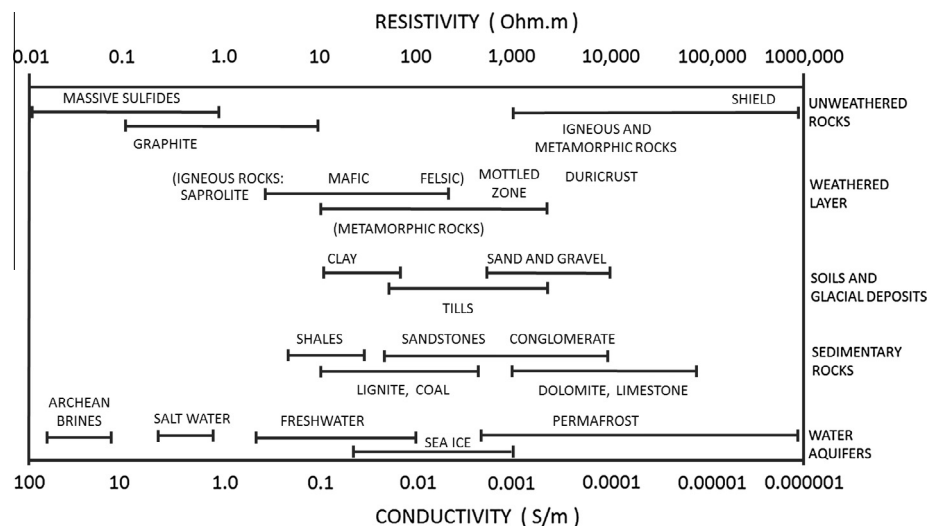 RESISTIVITY ( Ohm.m )
0.01 0.1 1.0 10 100 1,000 10,000 100,000 1000,000
MASSIVE SULFIDES
GRAPHITE
SHIELD
IGNEOUS AND
METAMORPHIC ROCKS
UNWEATHERED
ROCKS
(IGNEOUS ROCKS: MAFIC FELSIC)
SAPROLITE
MOTTLED
ZONE
DURICRUST
(METAMORPHIC ROCKS)
WEATHERED
LAYER
CLAY
SAND AND GRAVEL
TILLS
SOILS AND
GLACIAL DEPOSITS
SHALES
SANDSTONES
CONGLOMERATE
LIGNITE, COAL
DOLOMITE, LIMESTONE
SEDIMENTARY
ROCKS
ARCHEAN
BRINES
SALT WATER
FRESHWATER
SEA ICE
PERMAFROST
WATER
AQUIFERS
100 10 1.0 0.1 0.01 0.001 0.0001 0.00001 0.000001
CONDUCTIVITY ( S/m )